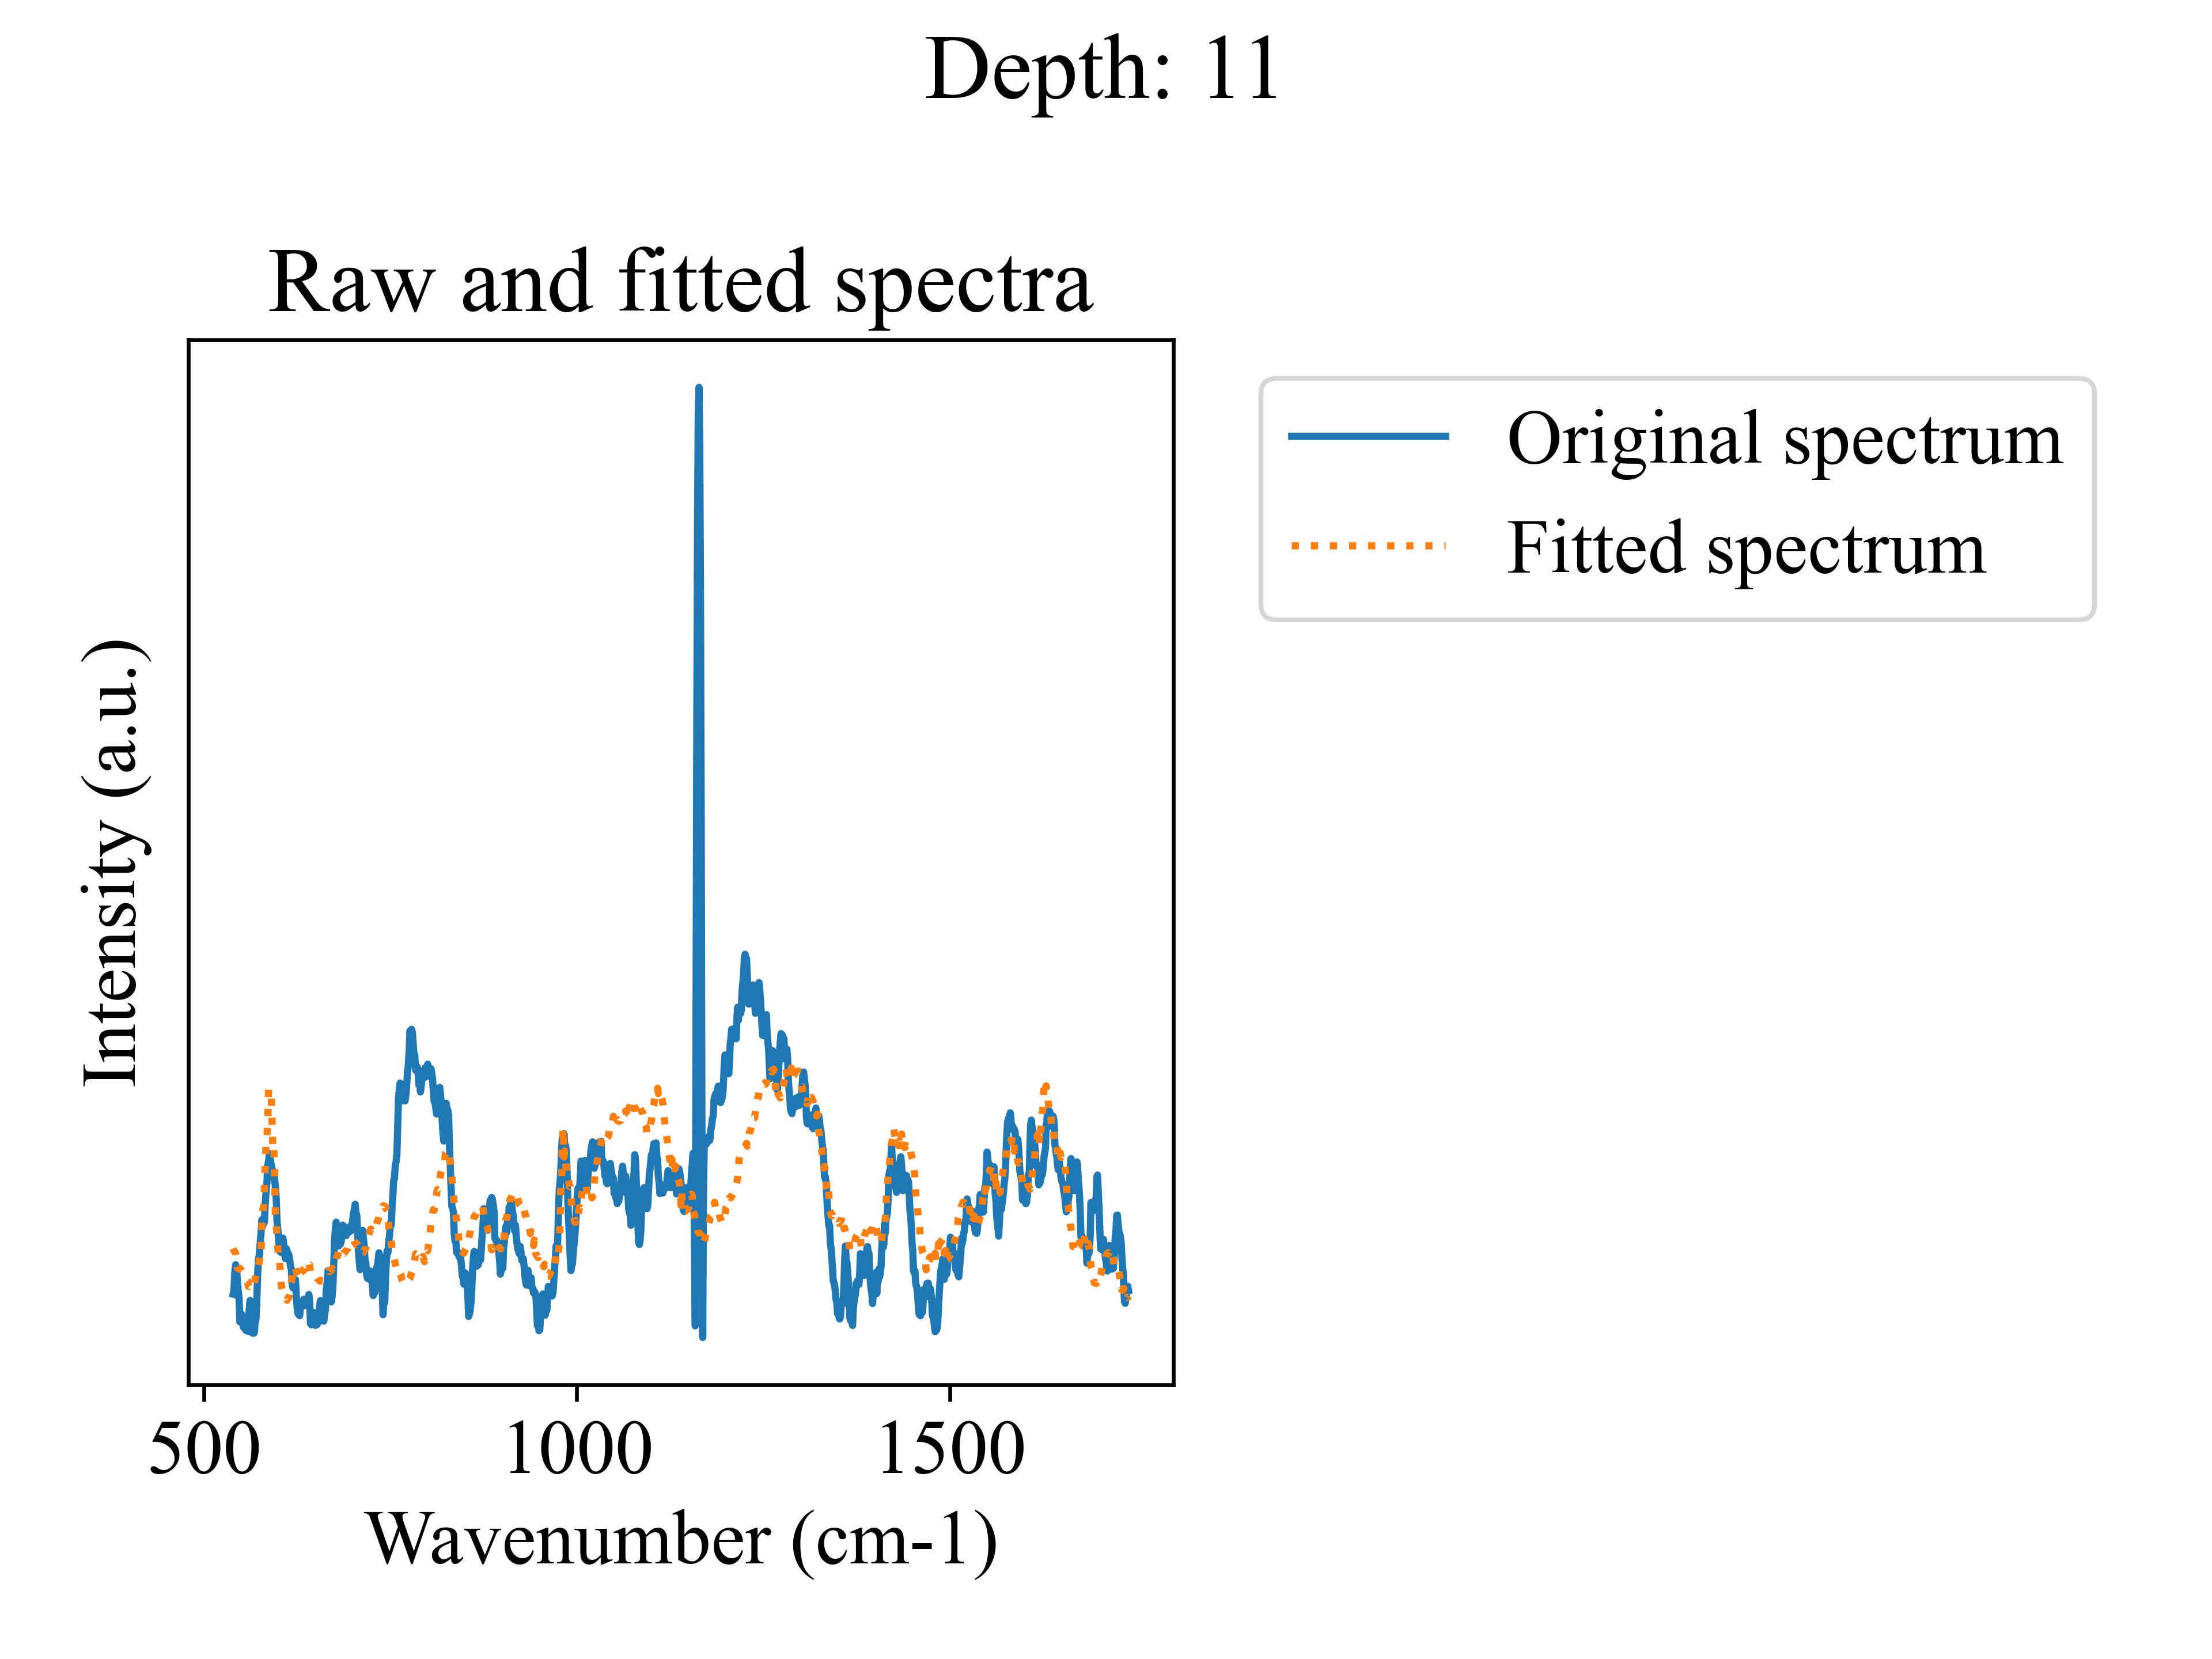 Depth: 11
Raw and fitted spectra
Original spectrum
Fitted spectrum
Intensity (a.u.)
500 1000 1500
Wavenumber (cm-1)